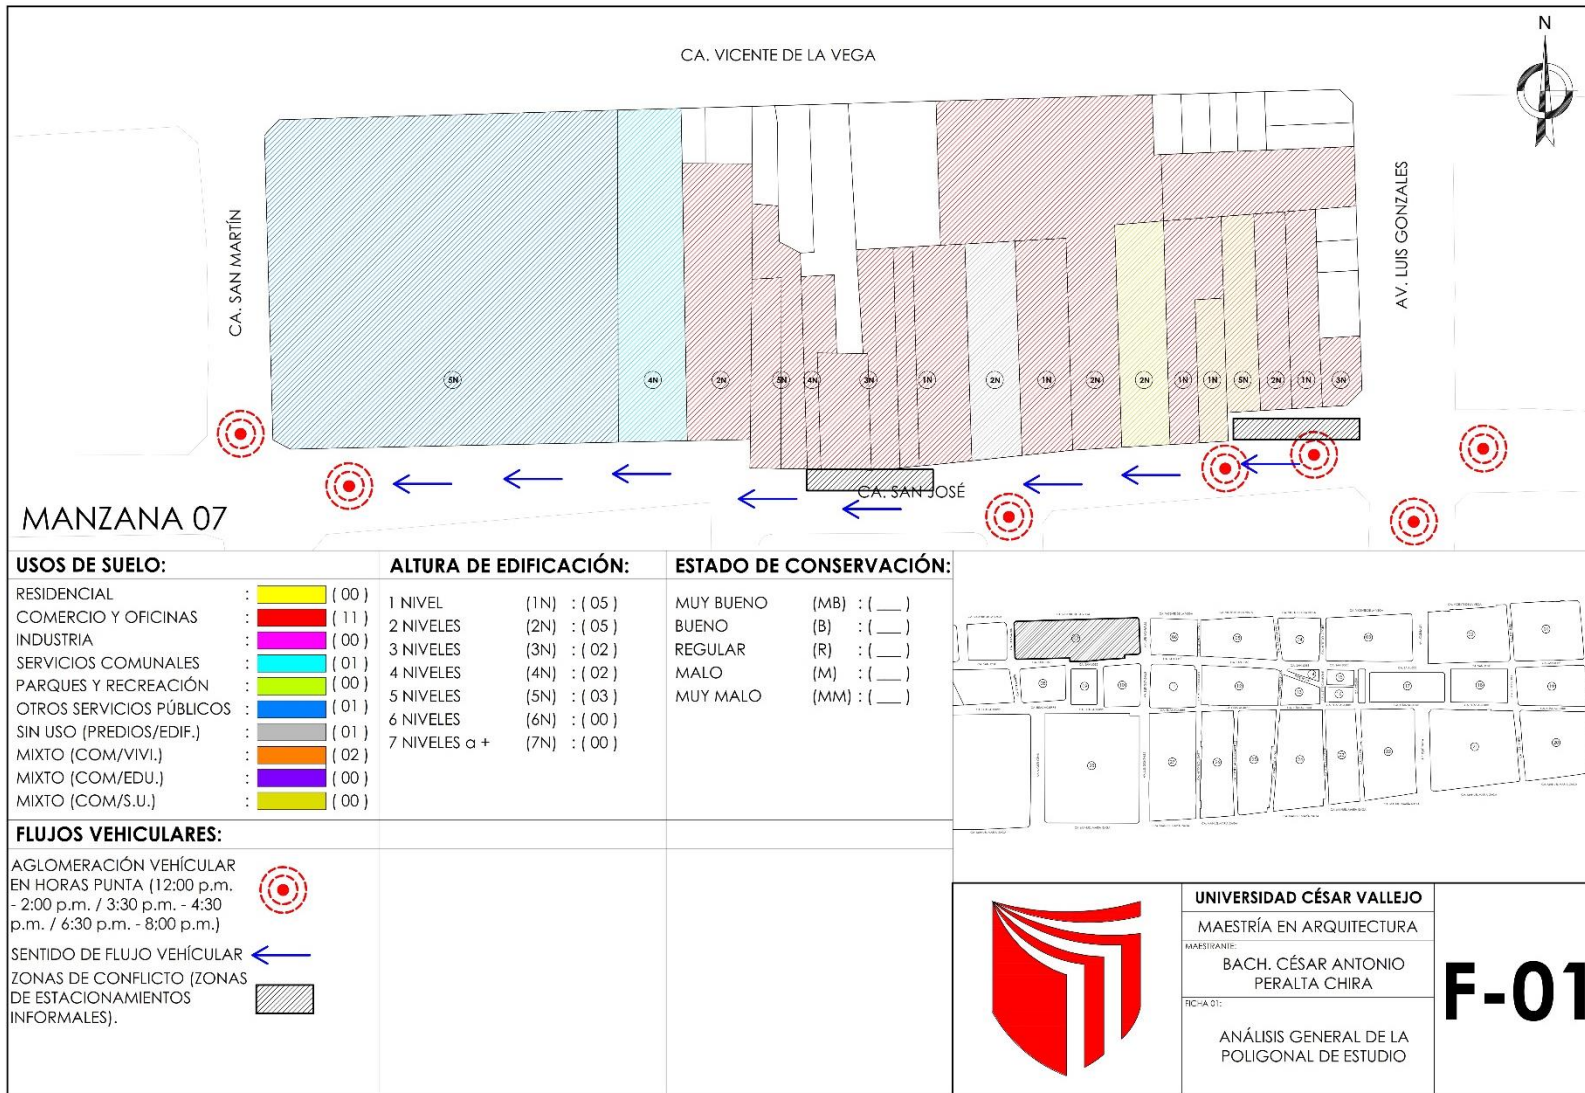 CA. VICENTE DE LA VEGA
N
CA. SAN MARTÍN
AV. LUIS GONZALES
5N
4N
2N
5N
4N
3N
1N
2N
1N
2N
2N
1N
1N
5N
2N
1N
3N
CA. SAN JOSÉ
MANZANA 07
USOS DE SUELO:
RESIDENCIAL : ( 00 )
COMERCIO Y OFICINAS : ( 11 )
INDUSTRIA : ( 00 )
SERVICIOS COMUNALES : ( 01 )
PARQUES Y RECREACIÓN : ( 00 )
OTROS SERVICIOS PÚBLICOS : ( 01 )
SIN USO (PREDIOS/EDIF.) : ( 01 )
MIXTO (COM/VIVI.) : ( 02 )
MIXTO (COM/EDU.) : ( 00 )
MIXTO (COM/S.U.) : ( 00 )
ALTURA DE EDIFICACIÓN:
1 NIVEL (1N) : ( 05 )
2 NIVELES (2N) : ( 05 )
3 NIVELES (3N) : ( 02 )
4 NIVELES (4N) : ( 02 )
5 NIVELES (5N) : ( 03 )
6 NIVELES (6N) : ( 00 )
7 NIVELES a + (7N) : ( 00 )
ESTADO DE CONSERVACIÓN:
MUY BUENO (MB) : ( ___ )
BUENO (B) : ( ___ )
REGULAR (R) : ( ___ )
MALO (M) : ( ___ )
MUY MALO (MM) : ( ___ )
FLUJOS VEHICULARES:
AGLOMERACIÓN VEHÍCULAR
EN HORAS PUNTA (12:00 p.m.
- 2:00 p.m. / 3:30 p.m. - 4:30
p.m. / 6:30 p.m. - 8:00 p.m.)
SENTIDO DE FLUJO VEHÍCULAR
ZONAS DE CONFLICTO (ZONAS
DE ESTACIONAMIENTOS
INFORMALES).
UNIVERSIDAD CÉSAR VALLEJO
MAESTRÍA EN ARQUITECTURA
MAESTRANTE:
BACH. CÉSAR ANTONIO
PERALTA CHIRA
FICHA 01:
ANÁLISIS GENERAL DE LA
POLIGONAL DE ESTUDIO
F-01